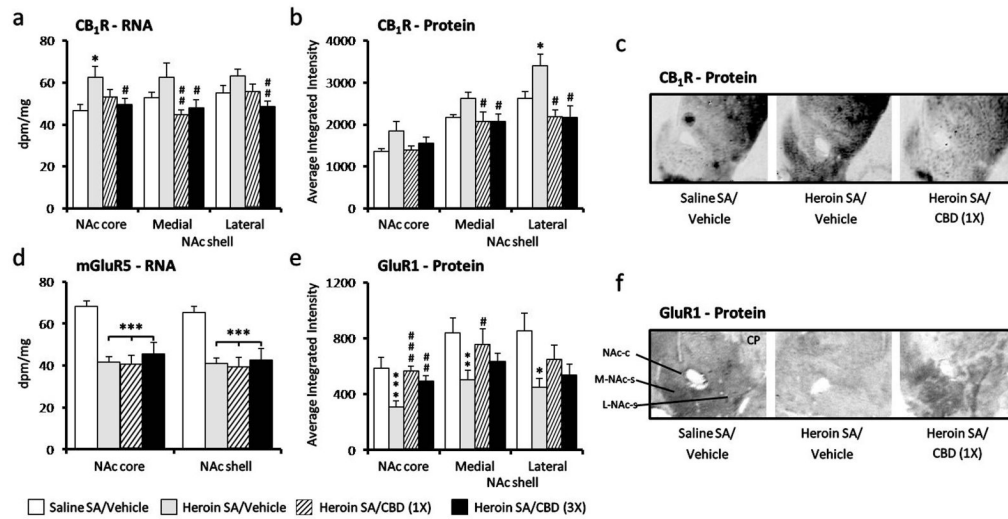 a
CB₁R - RNA
dpm/mg
80
60
40
20
0
*
#
#
#
#
#
#
NAc core
Medial
Lateral
NAc shell
b
CB₁R - Protein
Average Integrated Intensity
4000
3000
2000
1000
0
#
#
*
#
#
NAc core
Medial
Lateral
NAc shell
c
CB₁R - Protein
Saline SA/
Vehicle
Heroin SA/
Vehicle
Heroin SA/
CBD (1X)
d
mGluR5 - RNA
dpm/mg
80
60
40
20
0
***
***
NAc core
NAc shell
e
GluR1 - Protein
Average Integrated Intensity
1200
800
400
0
***
###
##
**
#
*
NAc core
Medial
Lateral
NAc shell
f
GluR1 - Protein
CP
NAc-c
M-NAc-s
L-NAc-s
Saline SA/
Vehicle
Heroin SA/
Vehicle
Heroin SA/
CBD (1X)
Saline SA/Vehicle
Heroin SA/Vehicle
Heroin SA/CBD (1X)
Heroin SA/CBD (3X)